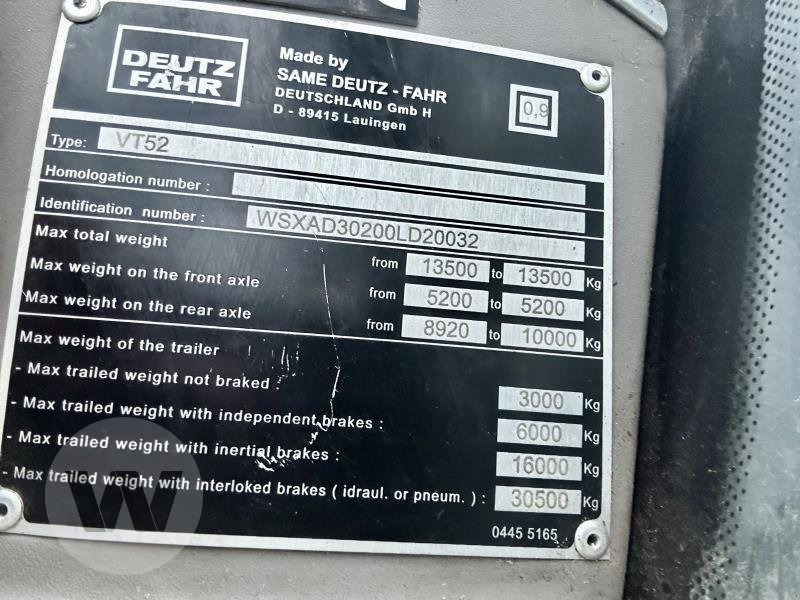 DEUTZ
FAHR
Made by
SAME DEUTZ - FAHR
DEUTSCHLAND Gmb H
D - 89415 Lauingen
0,9
Type: VT52
Homologation number :
Identification number : WSXAD30200LD20032
Max total weight from 13500 to 13500 Kg
Max weight on the front axle from 5200 to 5200 Kg
Max weight on the rear axle from 8920 to 10000 Kg
Max weight of the trailer
- Max trailed weight not braked : 3000 Kg
- Max trailed weight with independent brakes : 6000 Kg
- Max trailed weight with inertial brakes : 16000 Kg
- Max trailed weight with interloked brakes ( idraul. or pneum. ) : 30500 Kg
0445 5165
W